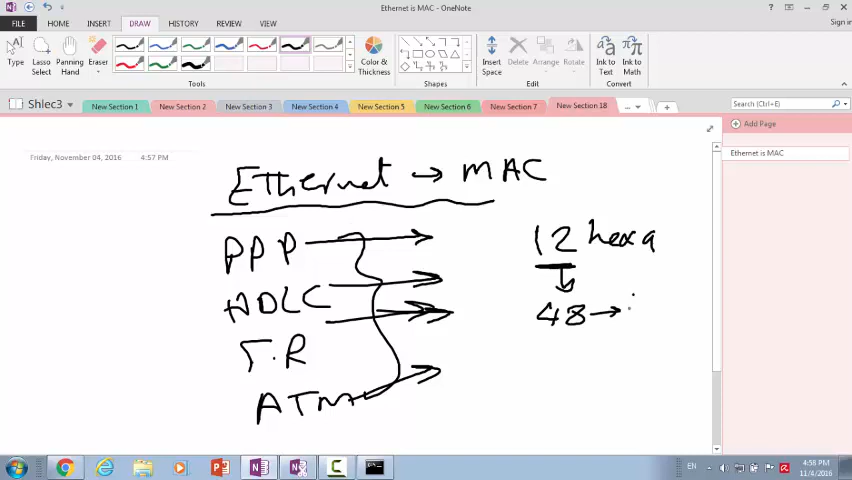 Ethernet is MAC - OneNote
FILE HOME INSERT DRAW HISTORY REVIEW VIEW
Sign in
Type
Lasso Select
Panning Hand
Eraser
Color & Thickness
Insert Space
Delete
Arrange
Rotate
Ink to Text
Ink to Math
Tools
Shapes
Edit
Convert
Shlec3
New Section 1
New Section 2
New Section 3
New Section 4
New Section 5
New Section 6
New Section 7
New Section 18
Search (Ctrl+E)
Add Page
Ethernet is MAC
Friday, November 04, 2016 4:57 PM
Ethernet → MAC
PPP
12 hexa
HDLC
48 →
F.R
ATM
EN
4:58 PM
11/4/2016